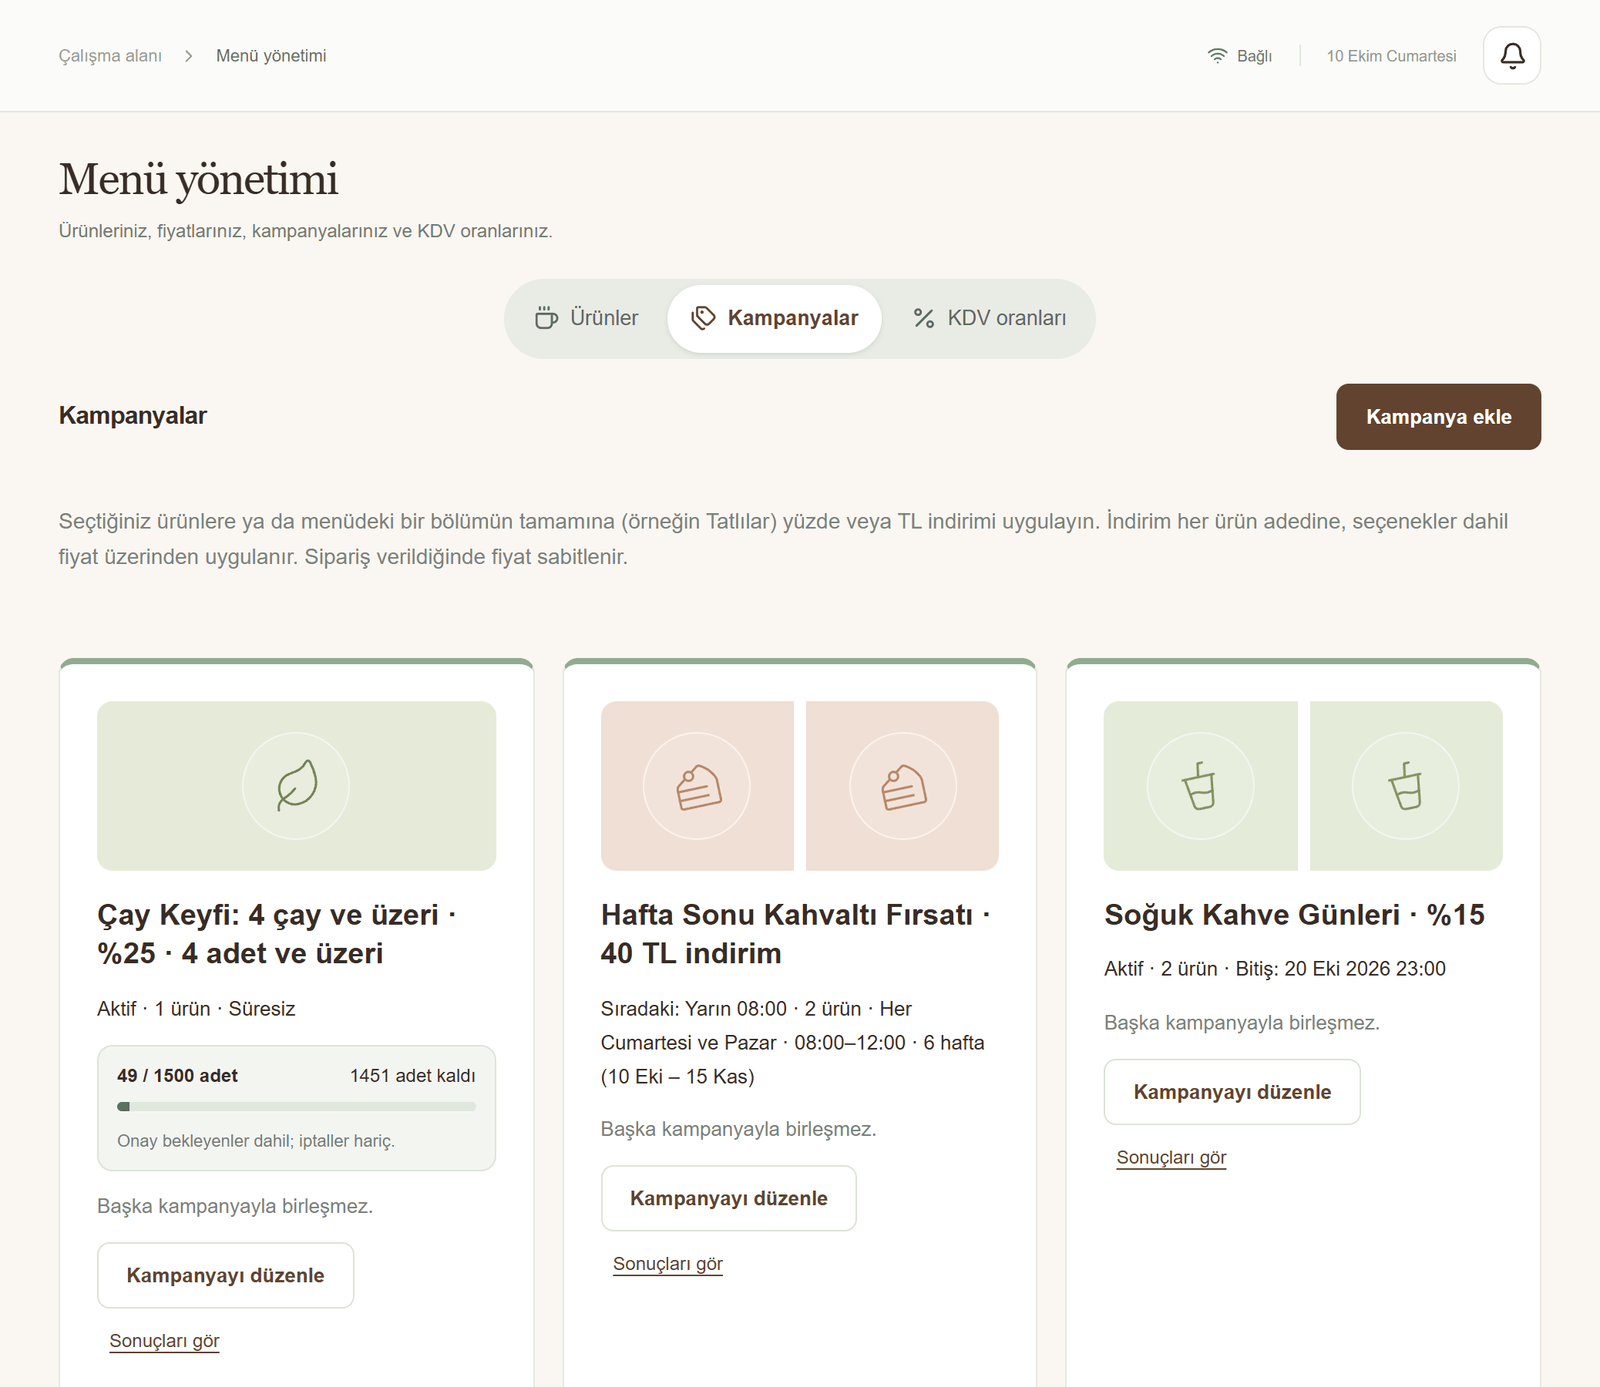 Çalışma alanı > Menü yönetimi
Bağlı
10 Ekim Cumartesi
Menü yönetimi
Ürünleriniz, fiyatlarınız, kampanyalarınız ve KDV oranlarınız.
Ürünler
Kampanyalar
KDV oranları
Kampanyalar
Kampanya ekle
Seçtiğiniz ürünlere ya da menüdeki bir bölümün tamamına (örneğin Tatlılar) yüzde veya TL indirimi uygulayın. İndirim her ürün adedine, seçenekler dahil
fiyat üzerinden uygulanır. Sipariş verildiğinde fiyat sabitlenir.
Çay Keyfi: 4 çay ve üzeri ·
%25 · 4 adet ve üzeri
Aktif · 1 ürün · Süresiz
49 / 1500 adet
1451 adet kaldı
Onay bekleyenler dahil; iptaller hariç.
Başka kampanyayla birleşmez.
Kampanyayı düzenle
Sonuçları gör
Hafta Sonu Kahvaltı Fırsatı ·
40 TL indirim
Sıradaki: Yarın 08:00 · 2 ürün · Her
Cumartesi ve Pazar · 08:00–12:00 · 6 hafta
(10 Eki – 15 Kas)
Başka kampanyayla birleşmez.
Kampanyayı düzenle
Sonuçları gör
Soğuk Kahve Günleri · %15
Aktif · 2 ürün · Bitiş: 20 Eki 2026 23:00
Başka kampanyayla birleşmez.
Kampanyayı düzenle
Sonuçları gör